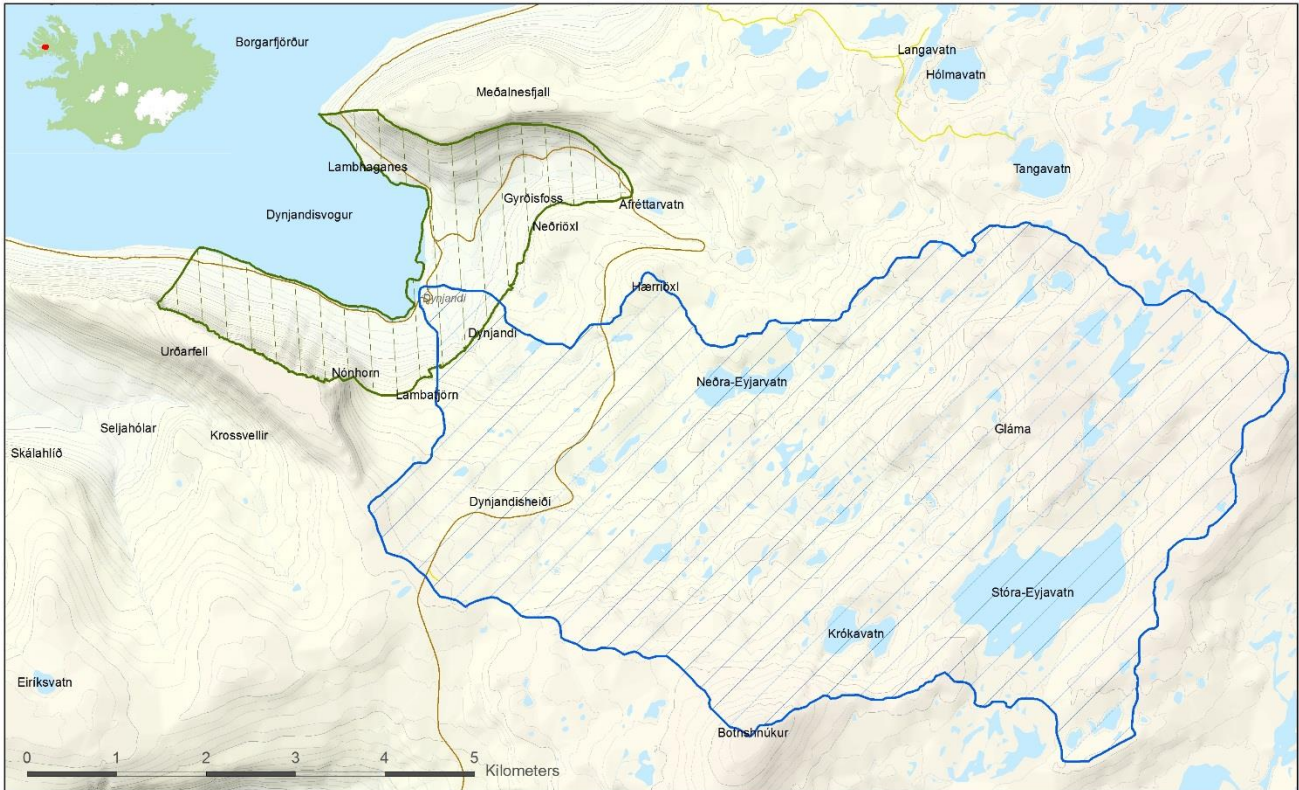 Borgarfjörður
Langavatn
Hólmavatn
Meðalnesfjall
Lambhaganes
Tangavatn
Gyrðisfoss
Afréttarvatn
Dynjandisvogur
Neðriöxl
Hærriöxl
Dynjandi
Dynjandi
Urðarfell
Nónhorn
Neðra-Eyjarvatn
Lambafjörn
Seljahólar
Krossvellir
Gláma
Skálahlíð
Dynjandisheiði
Stóra-Eyjavatn
Krókavatn
Eiríksvatn
Botnshnúkur
0 1 2 3 4 5
Kilometers